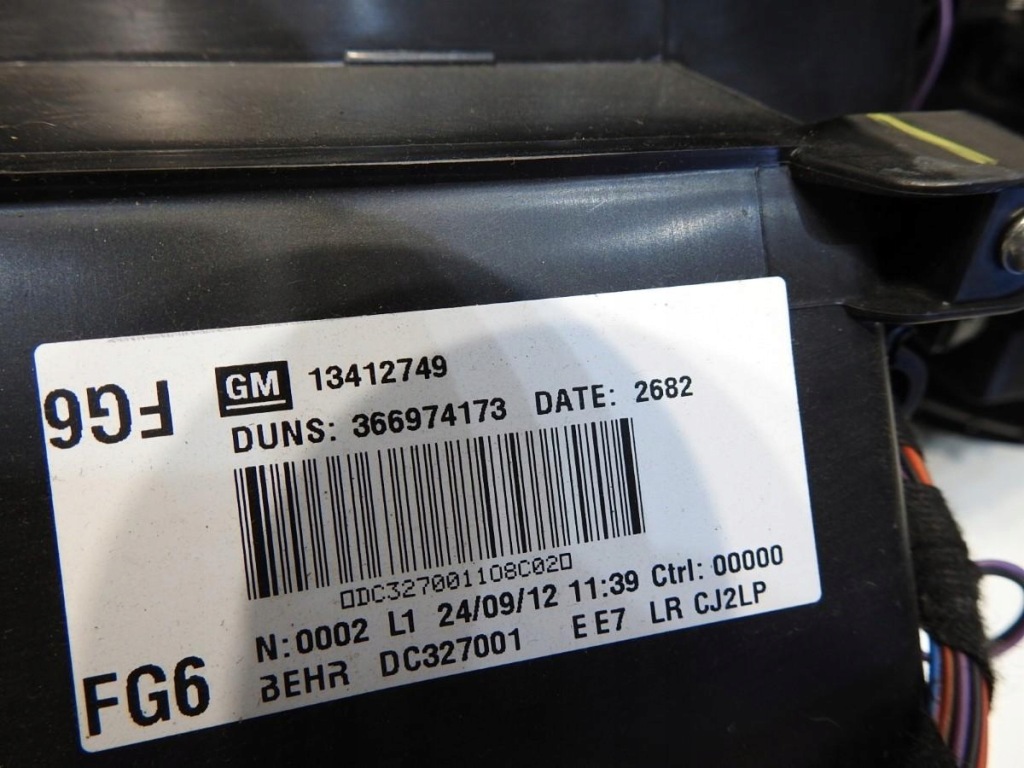 FG6
GM 13412749
DUNS: 366974173 DATE: 2682
▯DC3270011O8C02▯
N:0002 L1 24/09/12 11:39 Ctrl: 00000
BEHR DC327001 E E7 LR CJ2LP
FG6